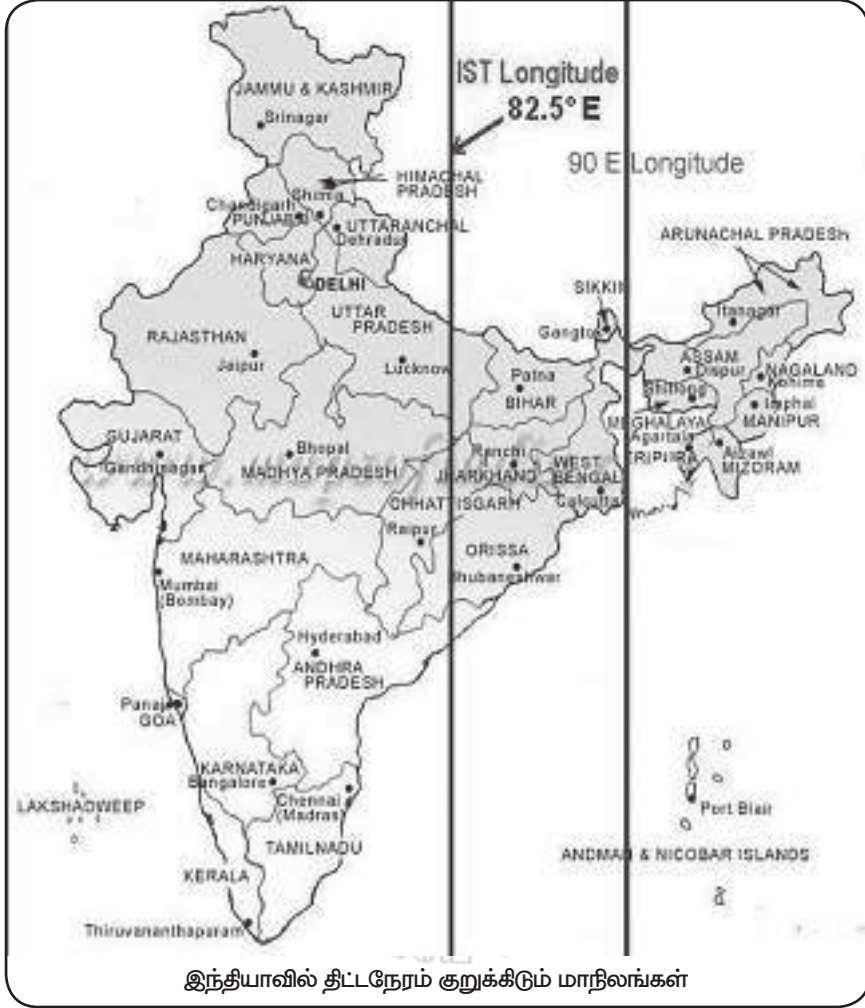 JAMMU & KASHMIR
Srinagar
IST Longitude
82.5° E
90 E Longitude
HIMACHAL
PRADESH
Shimla
Chandigarh
PUNJAB
UTTARANCHAL
Dehradun
HARYANA
DELHI
ARUNACHAL PRADESH
Itanagar
SIKKIM
Gangtok
UTTAR
PRADESH
RAJASTHAN
Jaipur
Lucknow
Patna
BIHAR
ASSAM
Dispur
NAGALAND
Kohima
Shillong
Imphal
MANIPUR
MEGHALAYA
Agartala
TRIPURA
Aizawl
MIZORAM
GUJARAT
Gandhinagar
Bhopal
MADHYA PRADESH
Ranchi
JHARKHAND
WEST
BENGAL
Calcutta
CHHATTISGARH
Raipur
ORISSA
Bhubaneshwar
MAHARASHTRA
Mumbai
(Bombay)
Hyderabad
ANDHRA
PRADESH
Panaji
GOA
KARNATAKA
Bangalore
Chennai
(Madras)
LAKSHADWEEP
TAMILNADU
KERALA
Thiruvananthapuram
Port Blair
ANDMAN & NICOBAR ISLANDS
இந்தியாவில் திட்டநேரம் குறுக்கிடும் மாநிலங்கள்